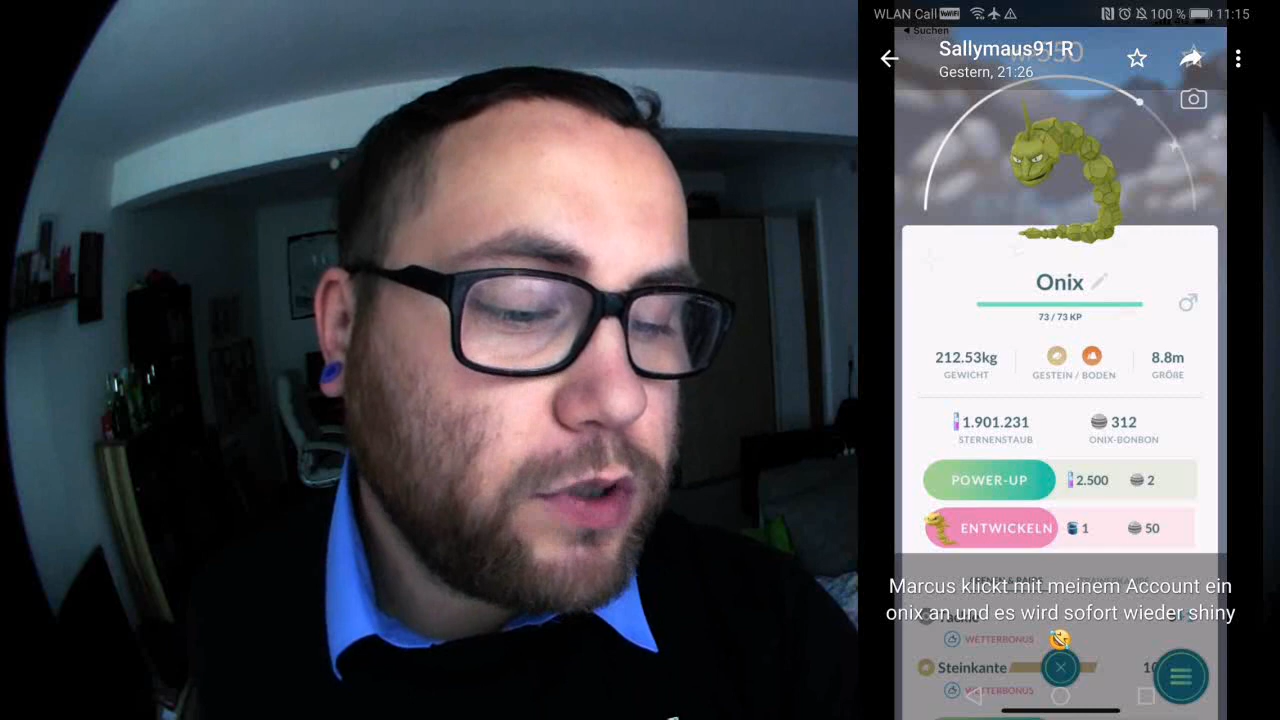 WLAN Call WiFi 100 % 11:15
◂ Suchen
Sallymaus91 R
Gestern, 21:26
Onix
73 / 73 KP
212.53kg
GEWICHT
GESTEIN / BODEN
8.8m
GRÖßE
1.901.231
STERNENSTAUB
312
ONIX-BONBON
POWER-UP 2.500 2
ENTWICKELN 1 50
Marcus klickt mit meinem Account ein
onix an und es wird sofort wieder shiny
WETTERBONUS
Steinkante
WETTERBONUS